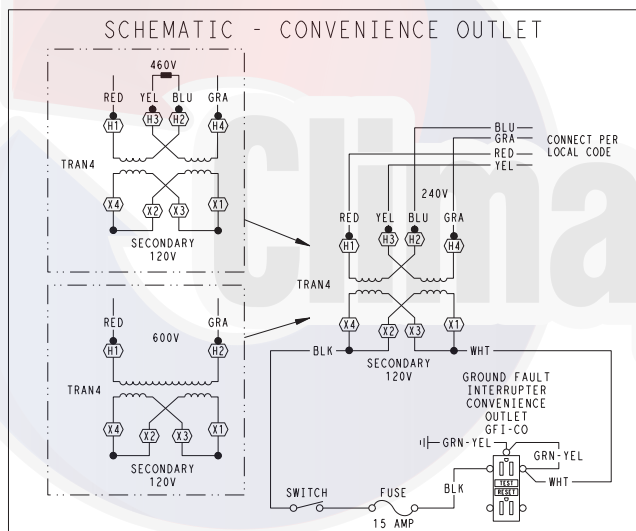 SCHEMATIC - CONVENIENCE OUTLET
460V
RED YEL BLU GRA
H1 H3 H2 H4
TRAN4
X4 X2 X3 X1
SECONDARY
120V
RED GRA
600V
H1 H2
TRAN4
X4 X2 X3 X1
SECONDARY
120V
BLU
GRA
RED
YEL
CONNECT PER
LOCAL CODE
240V
RED YEL BLU GRA
H1 H3 H2 H4
TRAN4
X4 X2 X3 X1
BLK
WHT
SECONDARY
120V
GROUND FAULT
INTERRUPTER
CONVENIENCE
OUTLET
GFI-CO
GRN-YEL
GRN-YEL
TEST
RESET
WHT
BLK
SWITCH
FUSE
15 AMP
Clima